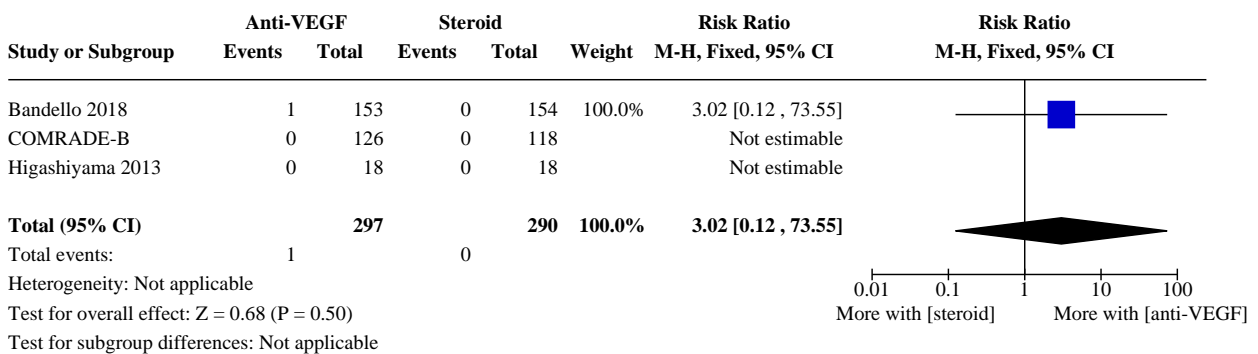 Anti-VEGF Steroid Risk Ratio Risk Ratio
Study or Subgroup Events Total Events Total Weight M-H, Fixed, 95% CI M-H, Fixed, 95% CI
Bandello 2018 1 153 0 154 100.0% 3.02 [0.12 , 73.55]
COMRADE-B 0 126 0 118 Not estimable
Higashiyama 2013 0 18 0 18 Not estimable
Total (95% CI) 297 290 100.0% 3.02 [0.12 , 73.55]
Total events: 1 0
Heterogeneity: Not applicable
0.01 0.1 1 10 100
Test for overall effect: Z = 0.68 (P = 0.50)
More with [steroid] More with [anti-VEGF]
Test for subgroup differences: Not applicable